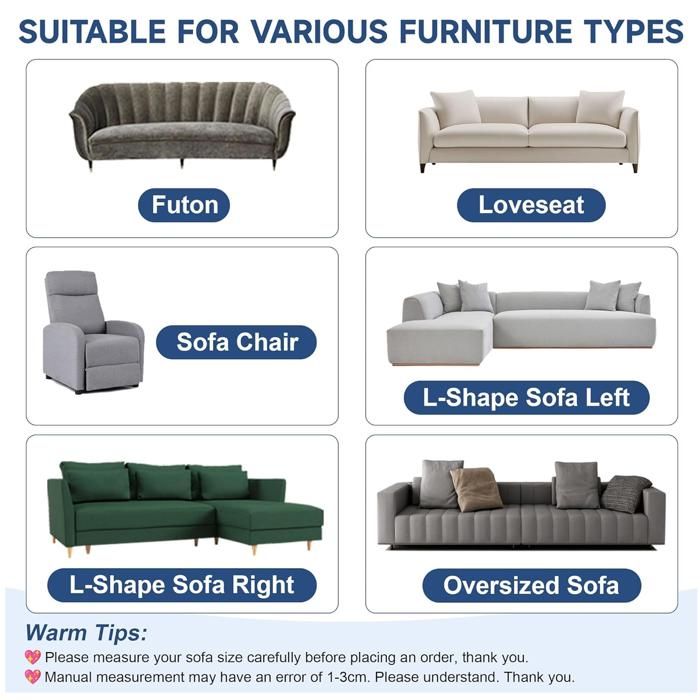 SUITABLE FOR VARIOUS FURNITURE TYPES
Futon
Loveseat
Sofa Chair
L-Shape Sofa Left
L-Shape Sofa Right
Oversized Sofa
Warm Tips:
Please measure your sofa size carefully before placing an order, thank you.
Manual measurement may have an error of 1-3cm. Please understand. Thank you.